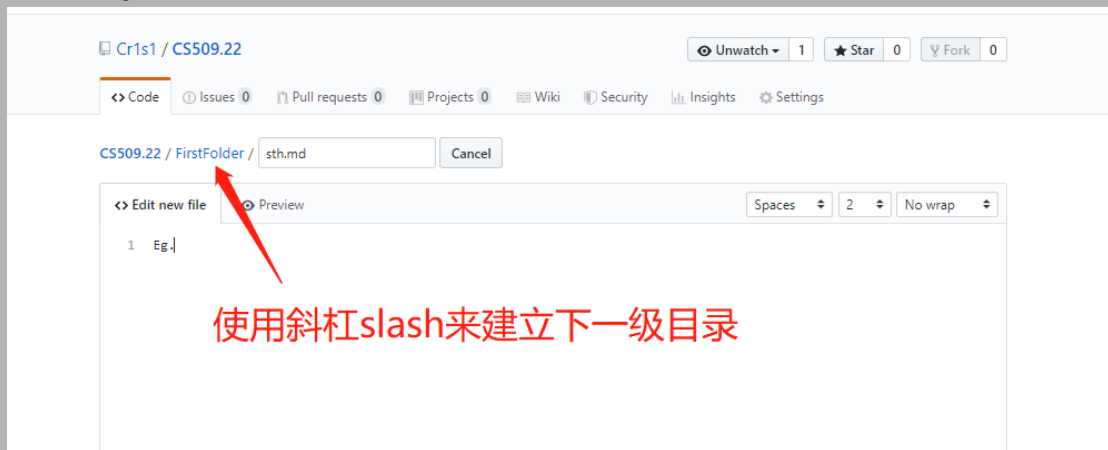 Cr1s1 / CS509.22
Unwatch 1 Star 0 Fork 0
Code Issues 0 Pull requests 0 Projects 0 Wiki Security Insights Settings
CS509.22 / FirstFolder / sth.md Cancel
<> Edit new file Preview Spaces 2 No wrap
1 Eg.
使用斜杠slash来建立下一级目录